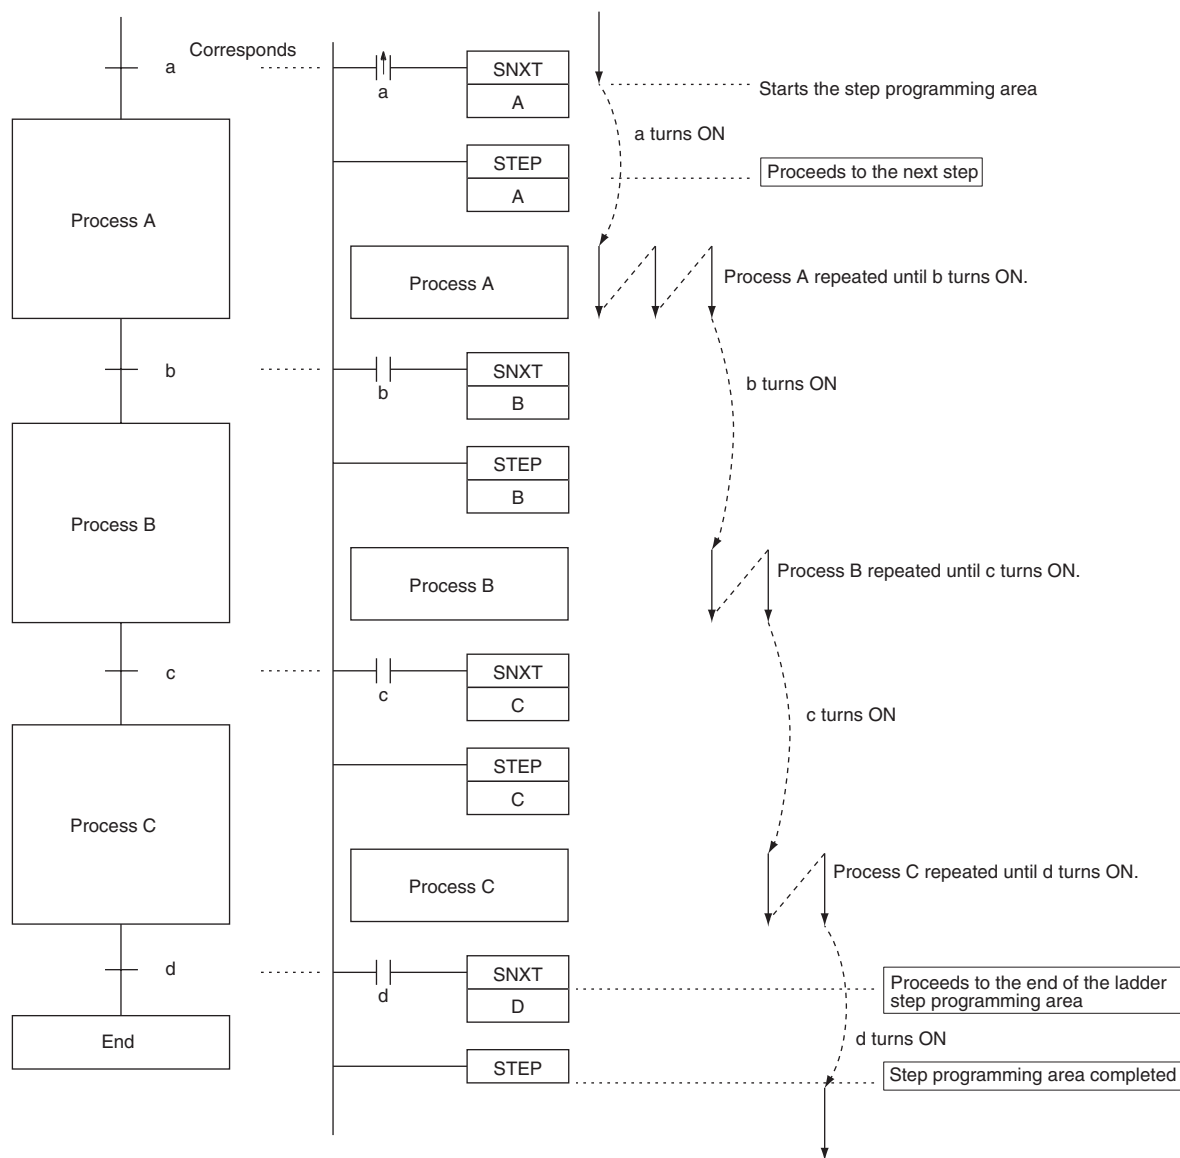 Corresponds
a
a
SNXT
A
Starts the step programming area
a turns ON
STEP
A
Proceeds to the next step
Process A
Process A
Process A repeated until b turns ON.
b
b
SNXT
B
b turns ON
STEP
B
Process B
Process B
Process B repeated until c turns ON.
c
c
SNXT
C
c turns ON
STEP
C
Process C
Process C
Process C repeated until d turns ON.
d
d
SNXT
D
Proceeds to the end of the ladder
step programming area
d turns ON
End
STEP
Step programming area completed